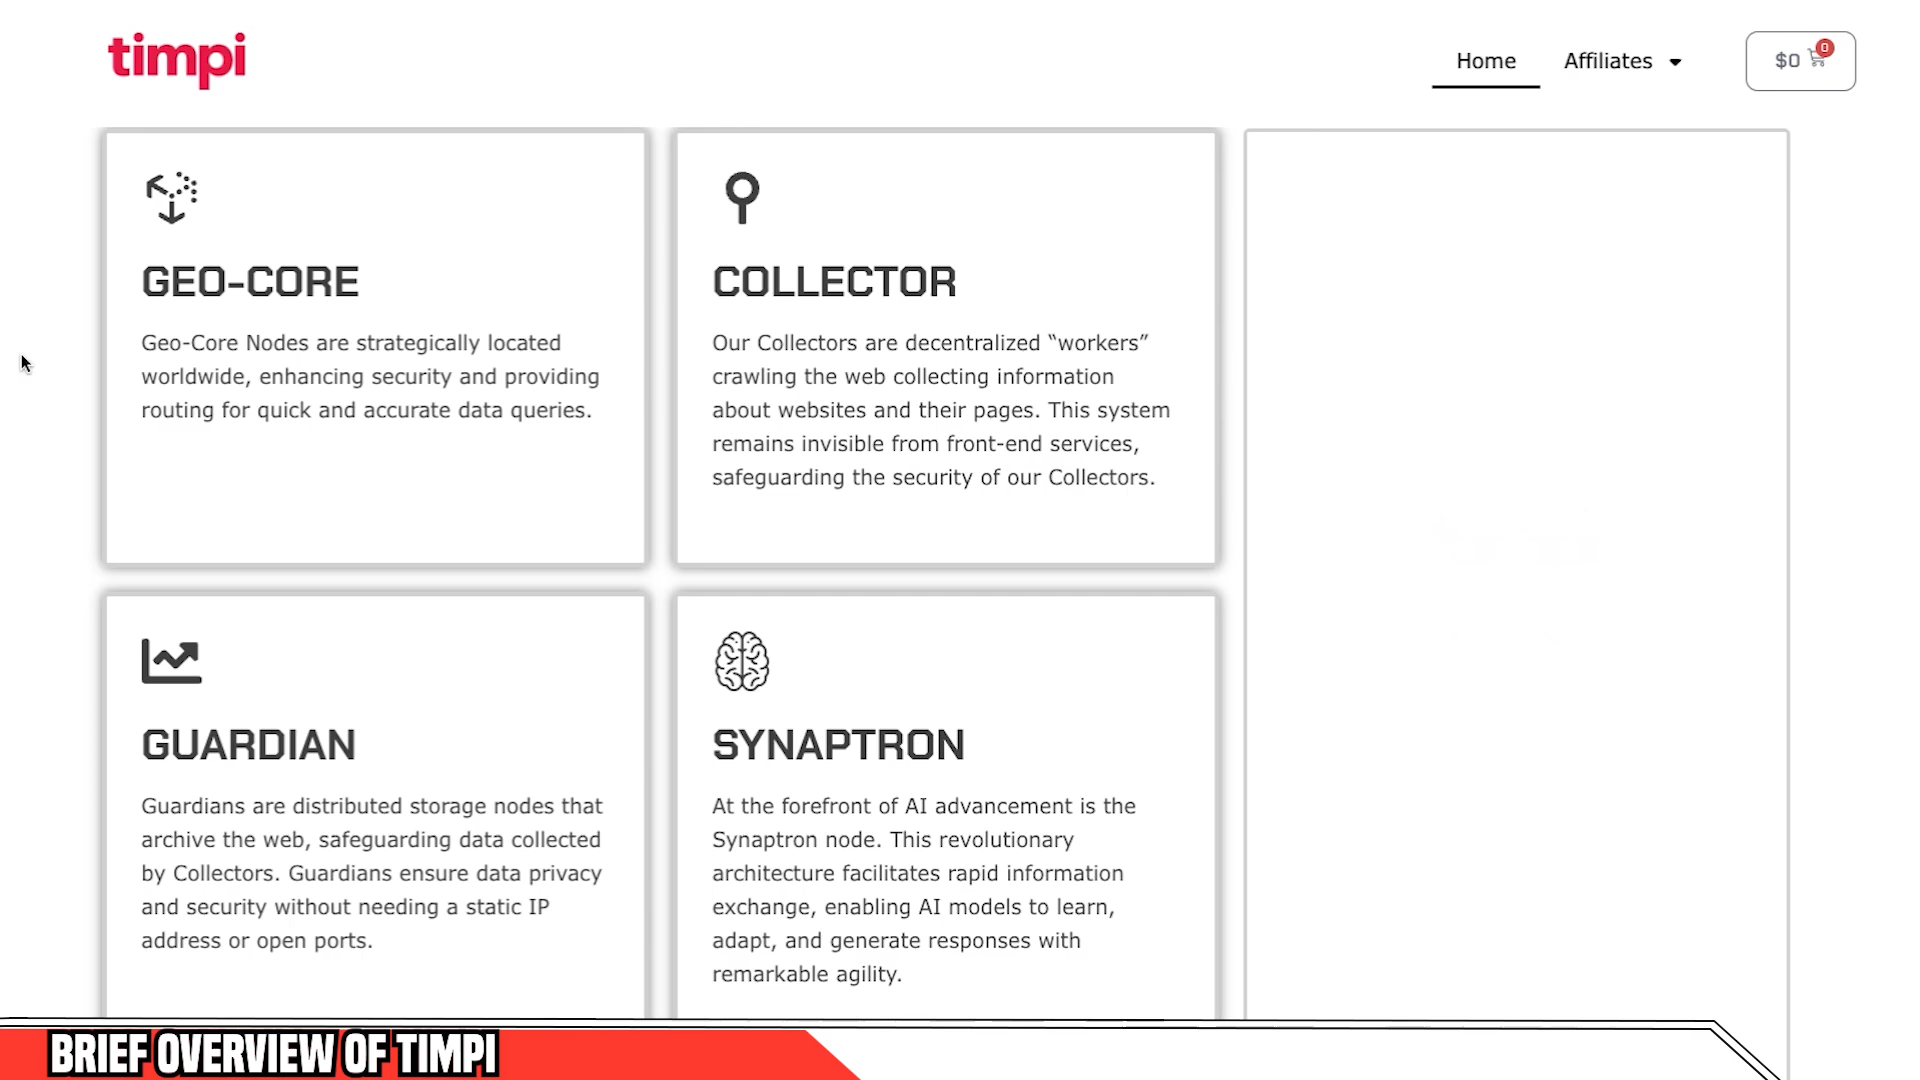 timpi
Home
Affiliates
$0
0
GEO-CORE
Geo-Core Nodes are strategically located
worldwide, enhancing security and providing
routing for quick and accurate data queries.
COLLECTOR
Our Collectors are decentralized “workers”
crawling the web collecting information
about websites and their pages. This system
remains invisible from front-end services,
safeguarding the security of our Collectors.
GUARDIAN
Guardians are distributed storage nodes that
archive the web, safeguarding data collected
by Collectors. Guardians ensure data privacy
and security without needing a static IP
address or open ports.
SYNAPTRON
At the forefront of AI advancement is the
Synaptron node. This revolutionary
architecture facilitates rapid information
exchange, enabling AI models to learn,
adapt, and generate responses with
remarkable agility.
BRIEF OVERVIEW OF TIMPI